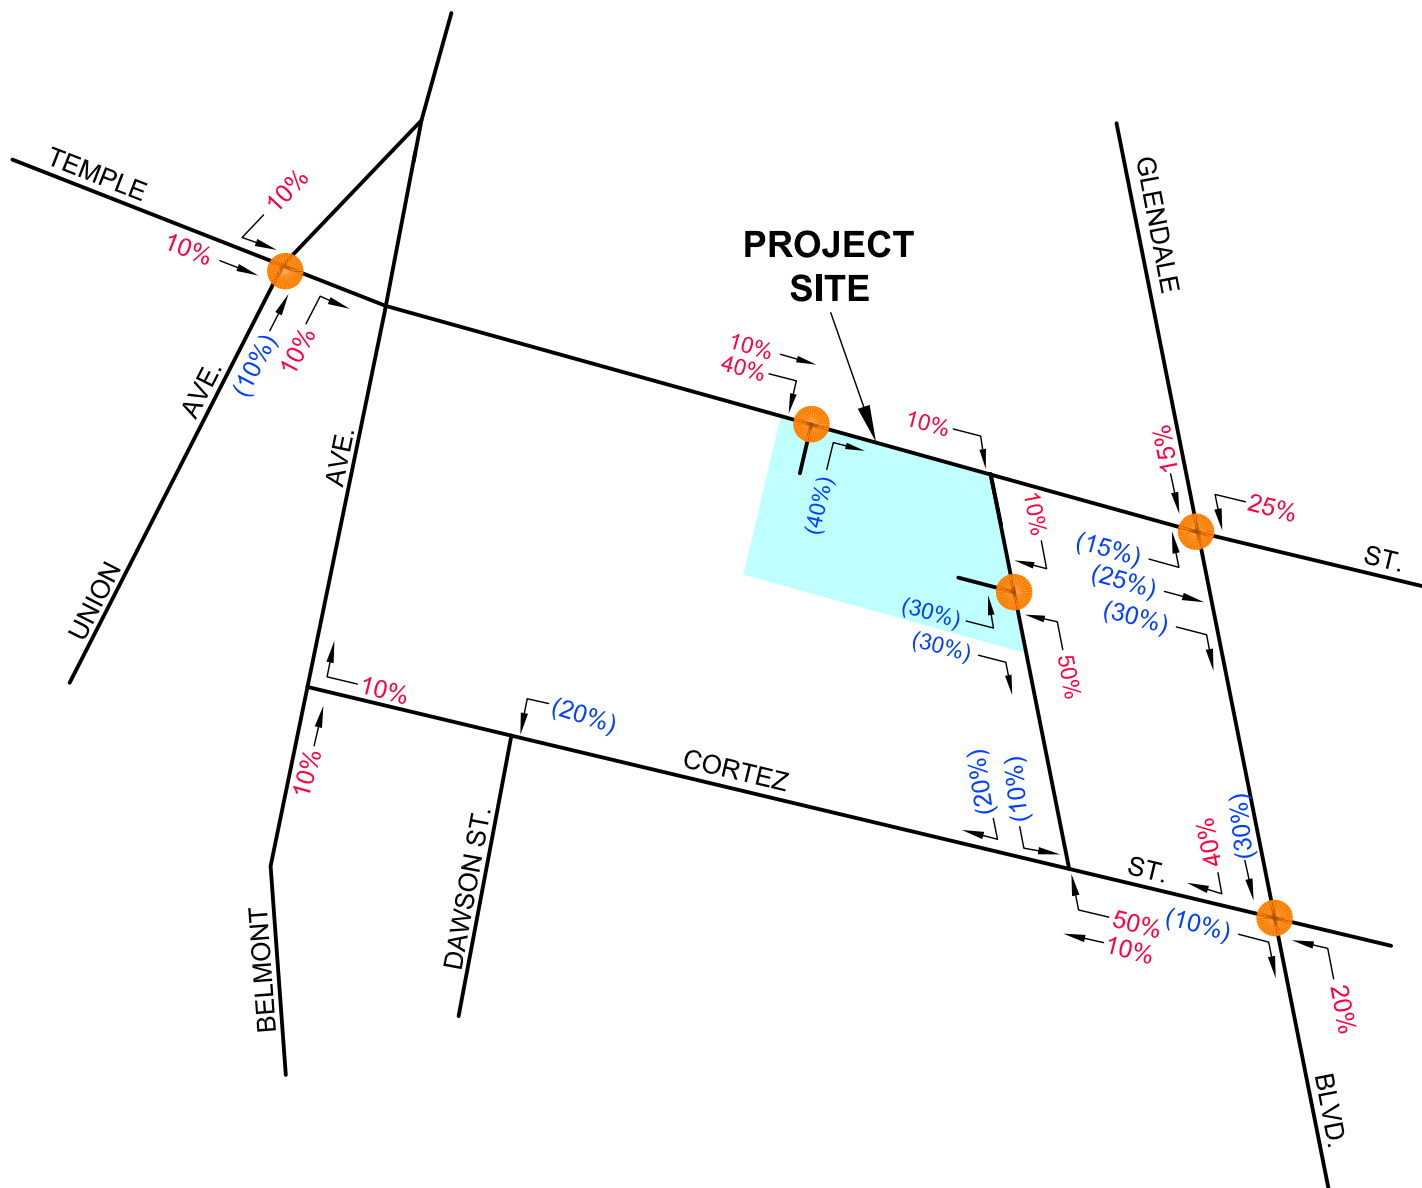 TEMPLE
10%
10%
(10%)
10%
AVE.
UNION
AVE.
PROJECT
SITE
10%
40%
(40%)
10%
10%
GLENDALE
15%
25%
ST.
(15%)
(25%)
(30%)
(30%)
(30%)
50%
10%
10%
(20%)
CORTEZ
DAWSON ST.
BELMONT
(20%)
(10%)
ST.
40%
(30%)
50%
(10%)
10%
20%
BLVD.